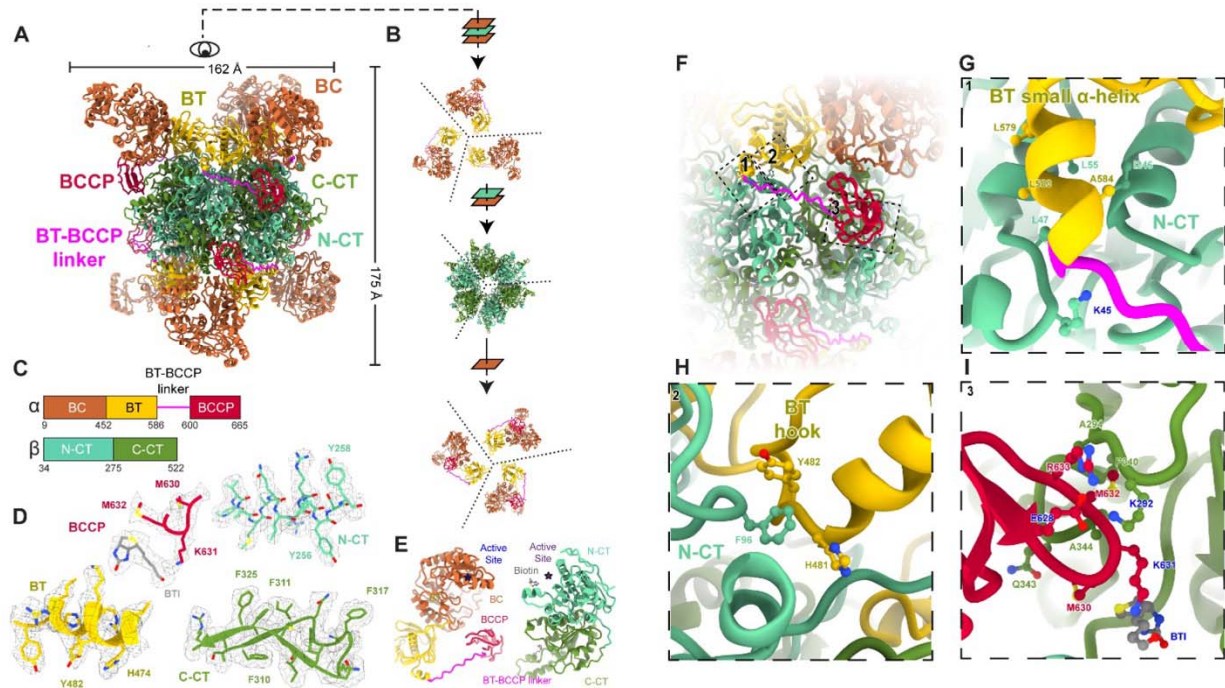 A
162 Å
BT
BC
BCCP
C-CT
N-CT
BT-BCCP
linker
175 Å
B
C
BT-BCCP
linker
α
BC
BT
BCCP
9
452
586
600
665
β
N-CT
C-CT
34
275
522
D
M632
M630
BCCP
K631
BTI
Y258
Y256
N-CT
BT
Y482
H474
F325
F311
F317
F310
C-CT
E
Active
Site
Active
Site
Biotin
N-CT
BC
BCCP
BT-BCCP linker
C-CT
F
1
2
3
G
1
BT small α-helix
L579
L55
A584
L47
N-CT
K45
H
2
BT
hook
Y482
F96
N-CT
H481
I
3
R633
M632
K292
E628
A344
Q343
K631
M630
BTI